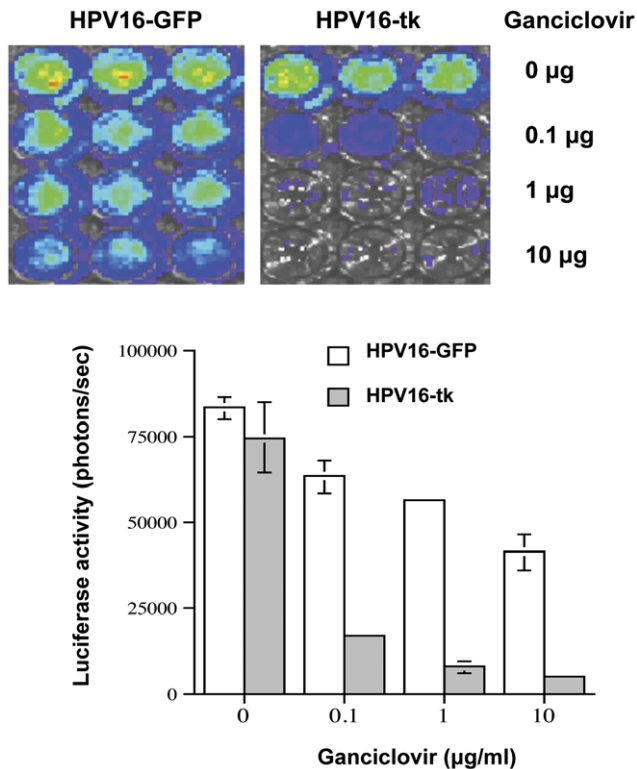 HPV16-GFP HPV16-tk Ganciclovir
0 µg
0.1 µg
1 µg
10 µg
Luciferase activity (photons/sec)
100000
75000
50000
25000
0
HPV16-GFP
HPV16-tk
0 0.1 1 10
Ganciclovir (µg/ml)